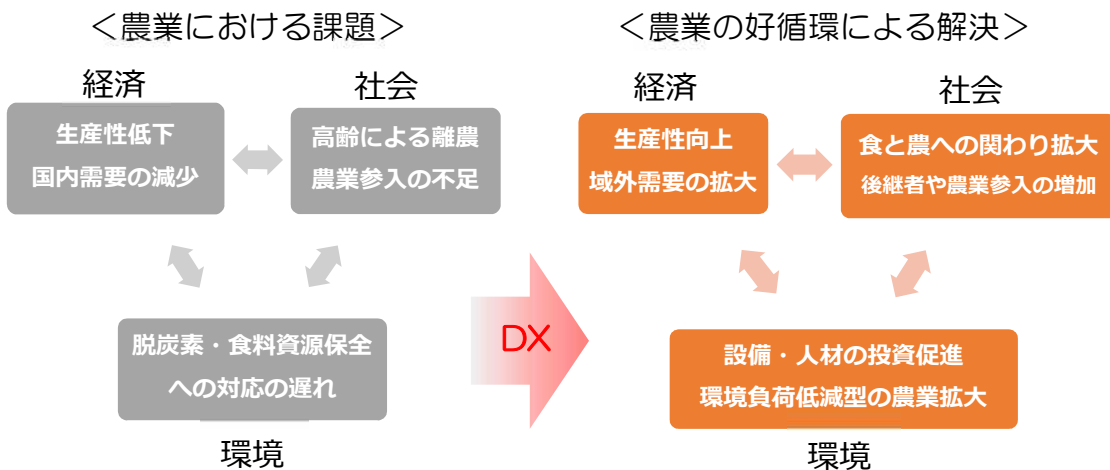 ＜農業における課題＞
経済
社会
生産性低下
国内需要の減少
高齢による離農
農業参入の不足
脱炭素・食料資源保全
への対応の遅れ
環境
DX
＜農業の好循環による解決＞
経済
社会
生産性向上
域外需要の拡大
食と農への関わり拡大
後継者や農業参入の増加
設備・人材の投資促進
環境負荷低減型の農業拡大
環境